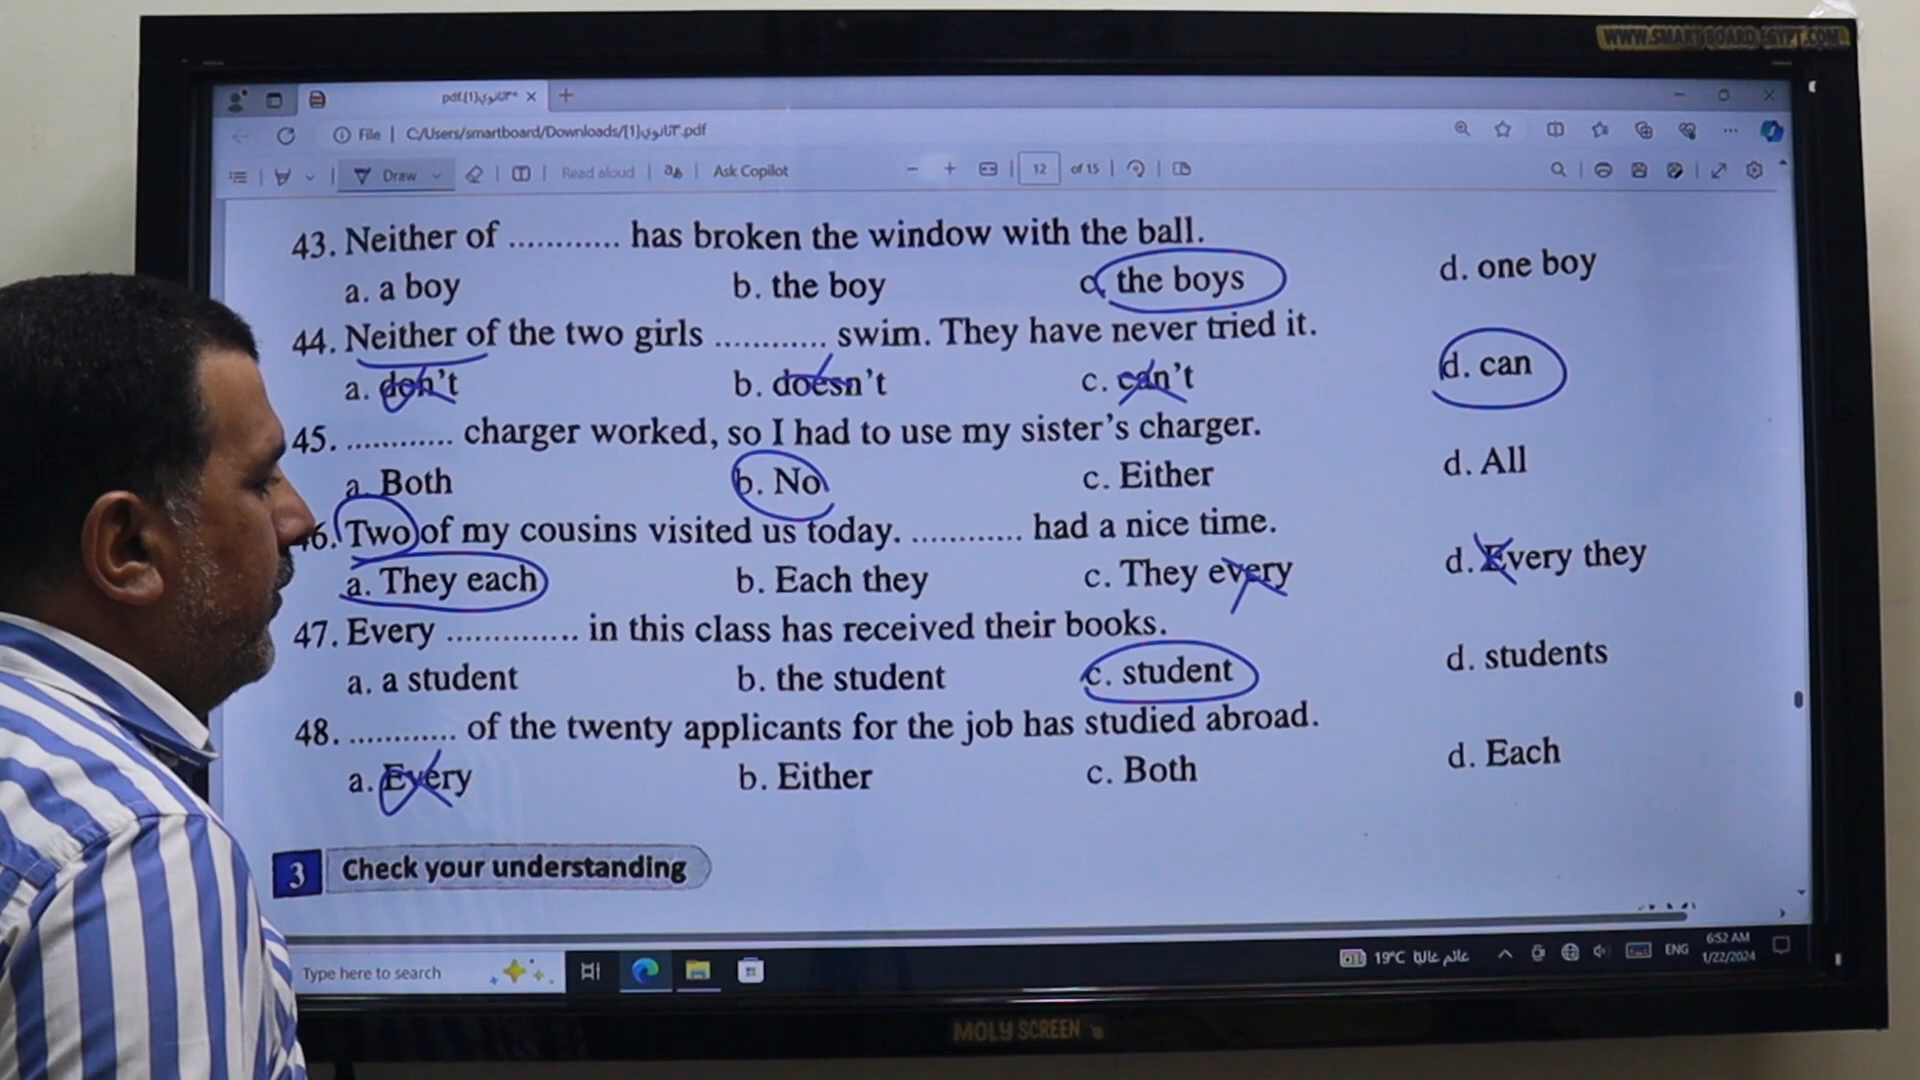 WWW.SMART BOARD EGYPT.COM
File | C:/Users/smartboard/Downloads/
Draw Read aloud Ask Copilot 12 of 15
43. Neither of ............ has broken the window with the ball.
a. a boy b. the boy c. the boys d. one boy
44. Neither of the two girls ............ swim. They have never tried it.
a. don't b. doesn't c. can't d. can
45. ............ charger worked, so I had to use my sister's charger.
a. Both b. No c. Either d. All
46. Two of my cousins visited us today. ............ had a nice time.
a. They each b. Each they c. They every d. Every they
47. Every .............. in this class has received their books.
a. a student b. the student c. student d. students
48. ............ of the twenty applicants for the job has studied abroad.
a. Every b. Either c. Both d. Each
3 Check your understanding
Type here to search 19°C ENG 6:52 AM
1/22/2024
MOLY SCREEN